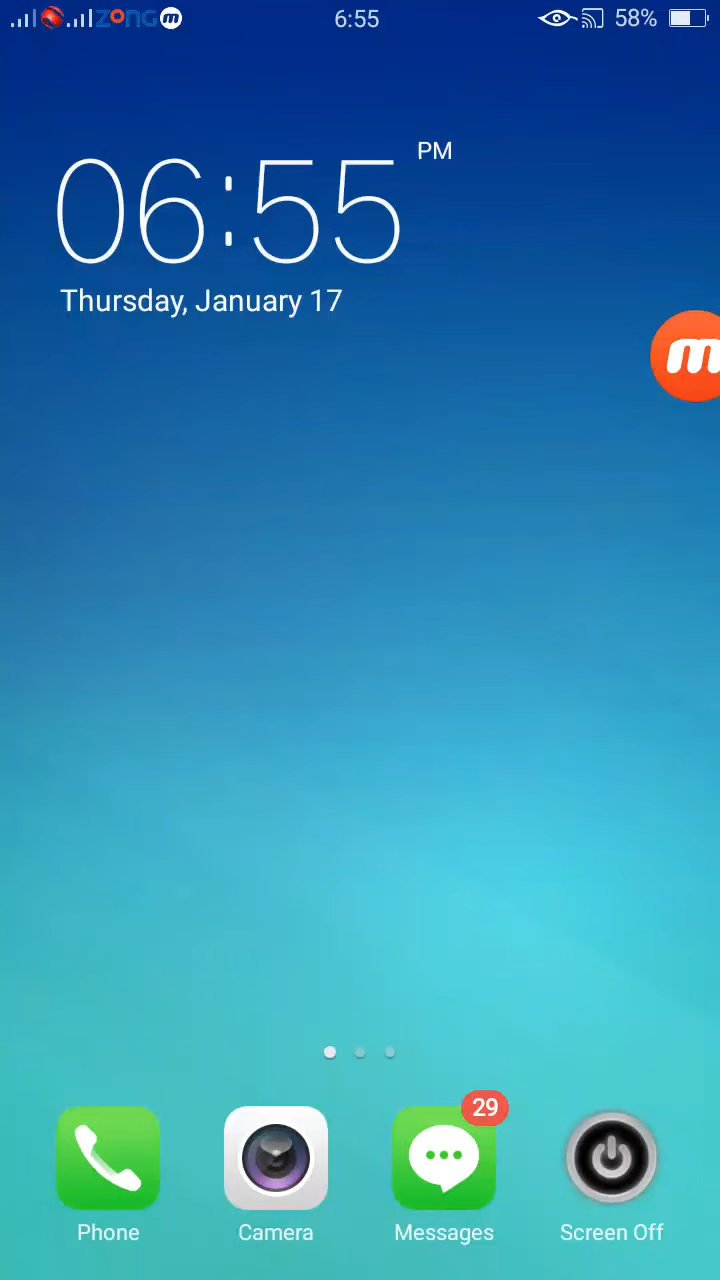 ZONG 6:55 58%
06:55 PM
Thursday, January 17
m
29
Phone Camera Messages Screen Off